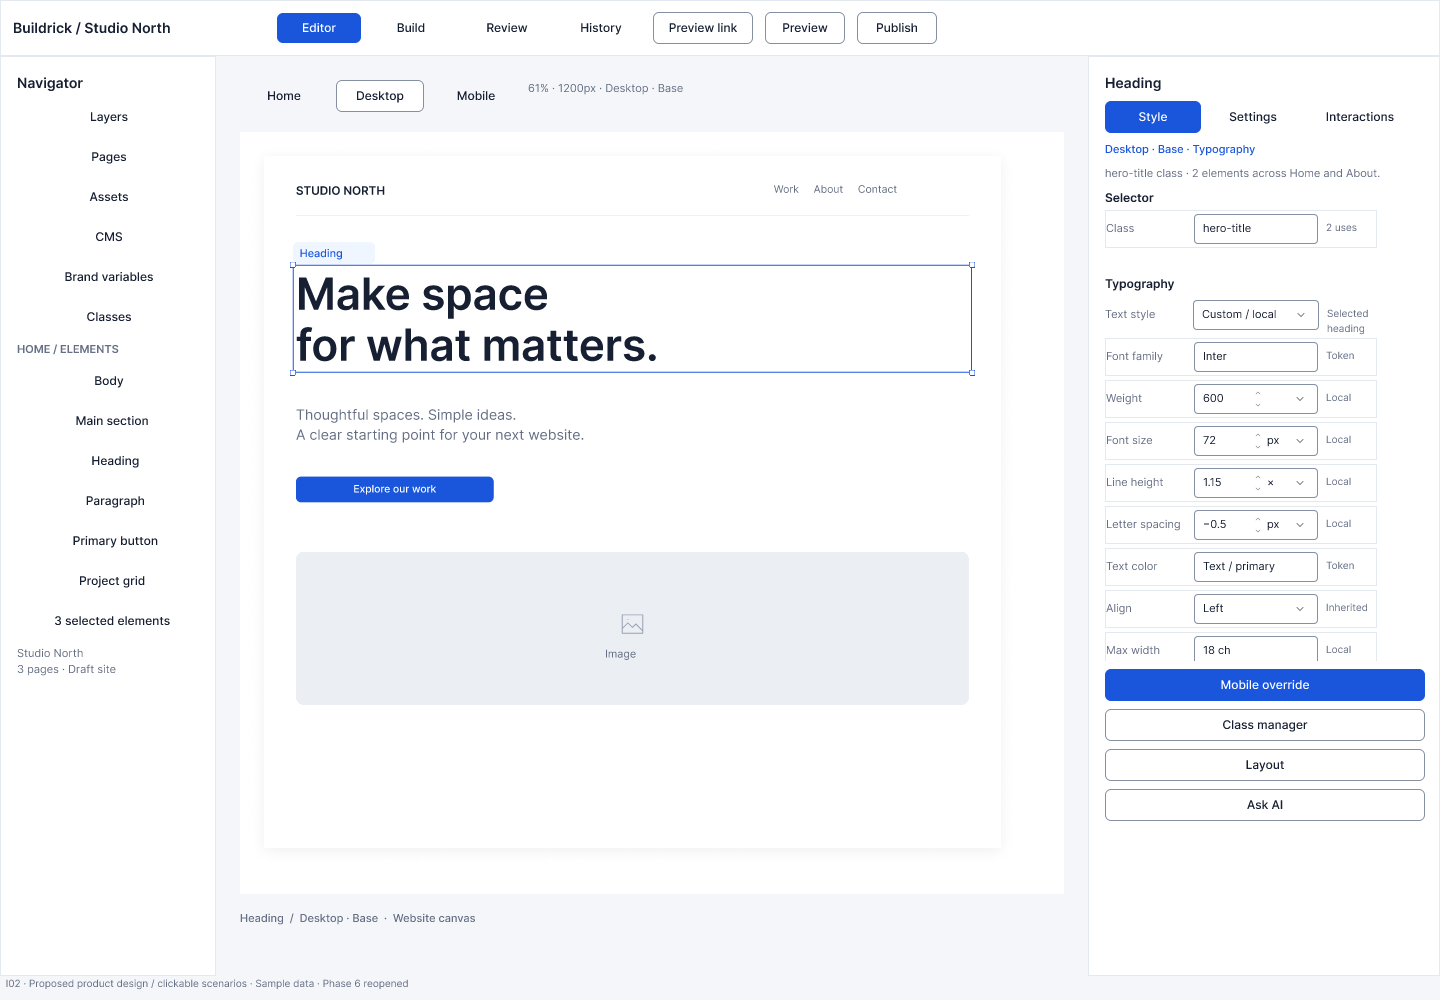 Buildrick / Studio North
Editor
Build
Review
History
Preview link
Preview
Publish
Navigator
Layers
Pages
Assets
CMS
Brand variables
Classes
HOME / ELEMENTS
Body
Main section
Heading
Paragraph
Primary button
Project grid
3 selected elements
Studio North
3 pages · Draft site
Home
Desktop
Mobile
61% · 1200px · Desktop · Base
STUDIO NORTH
Work
About
Contact
Heading
Make space
for what matters.
Thoughtful spaces. Simple ideas.
A clear starting point for your next website.
Explore our work
Image
Heading / Desktop · Base · Website canvas
Heading
Style
Settings
Interactions
Desktop · Base · Typography
hero-title class · 2 elements across Home and About.
Selector
Class
hero-title
2 uses
Typography
Text style
Custom / local
Selected
heading
Font family
Inter
Token
Weight
600
Local
Font size
72
px
Local
Line height
1.15
×
Local
Letter spacing
−0.5
px
Local
Text color
Text / primary
Token
Align
Left
Inherited
Max width
18 ch
Local
Mobile override
Class manager
Layout
Ask AI
I02 · Proposed product design / clickable scenarios · Sample data · Phase 6 reopened